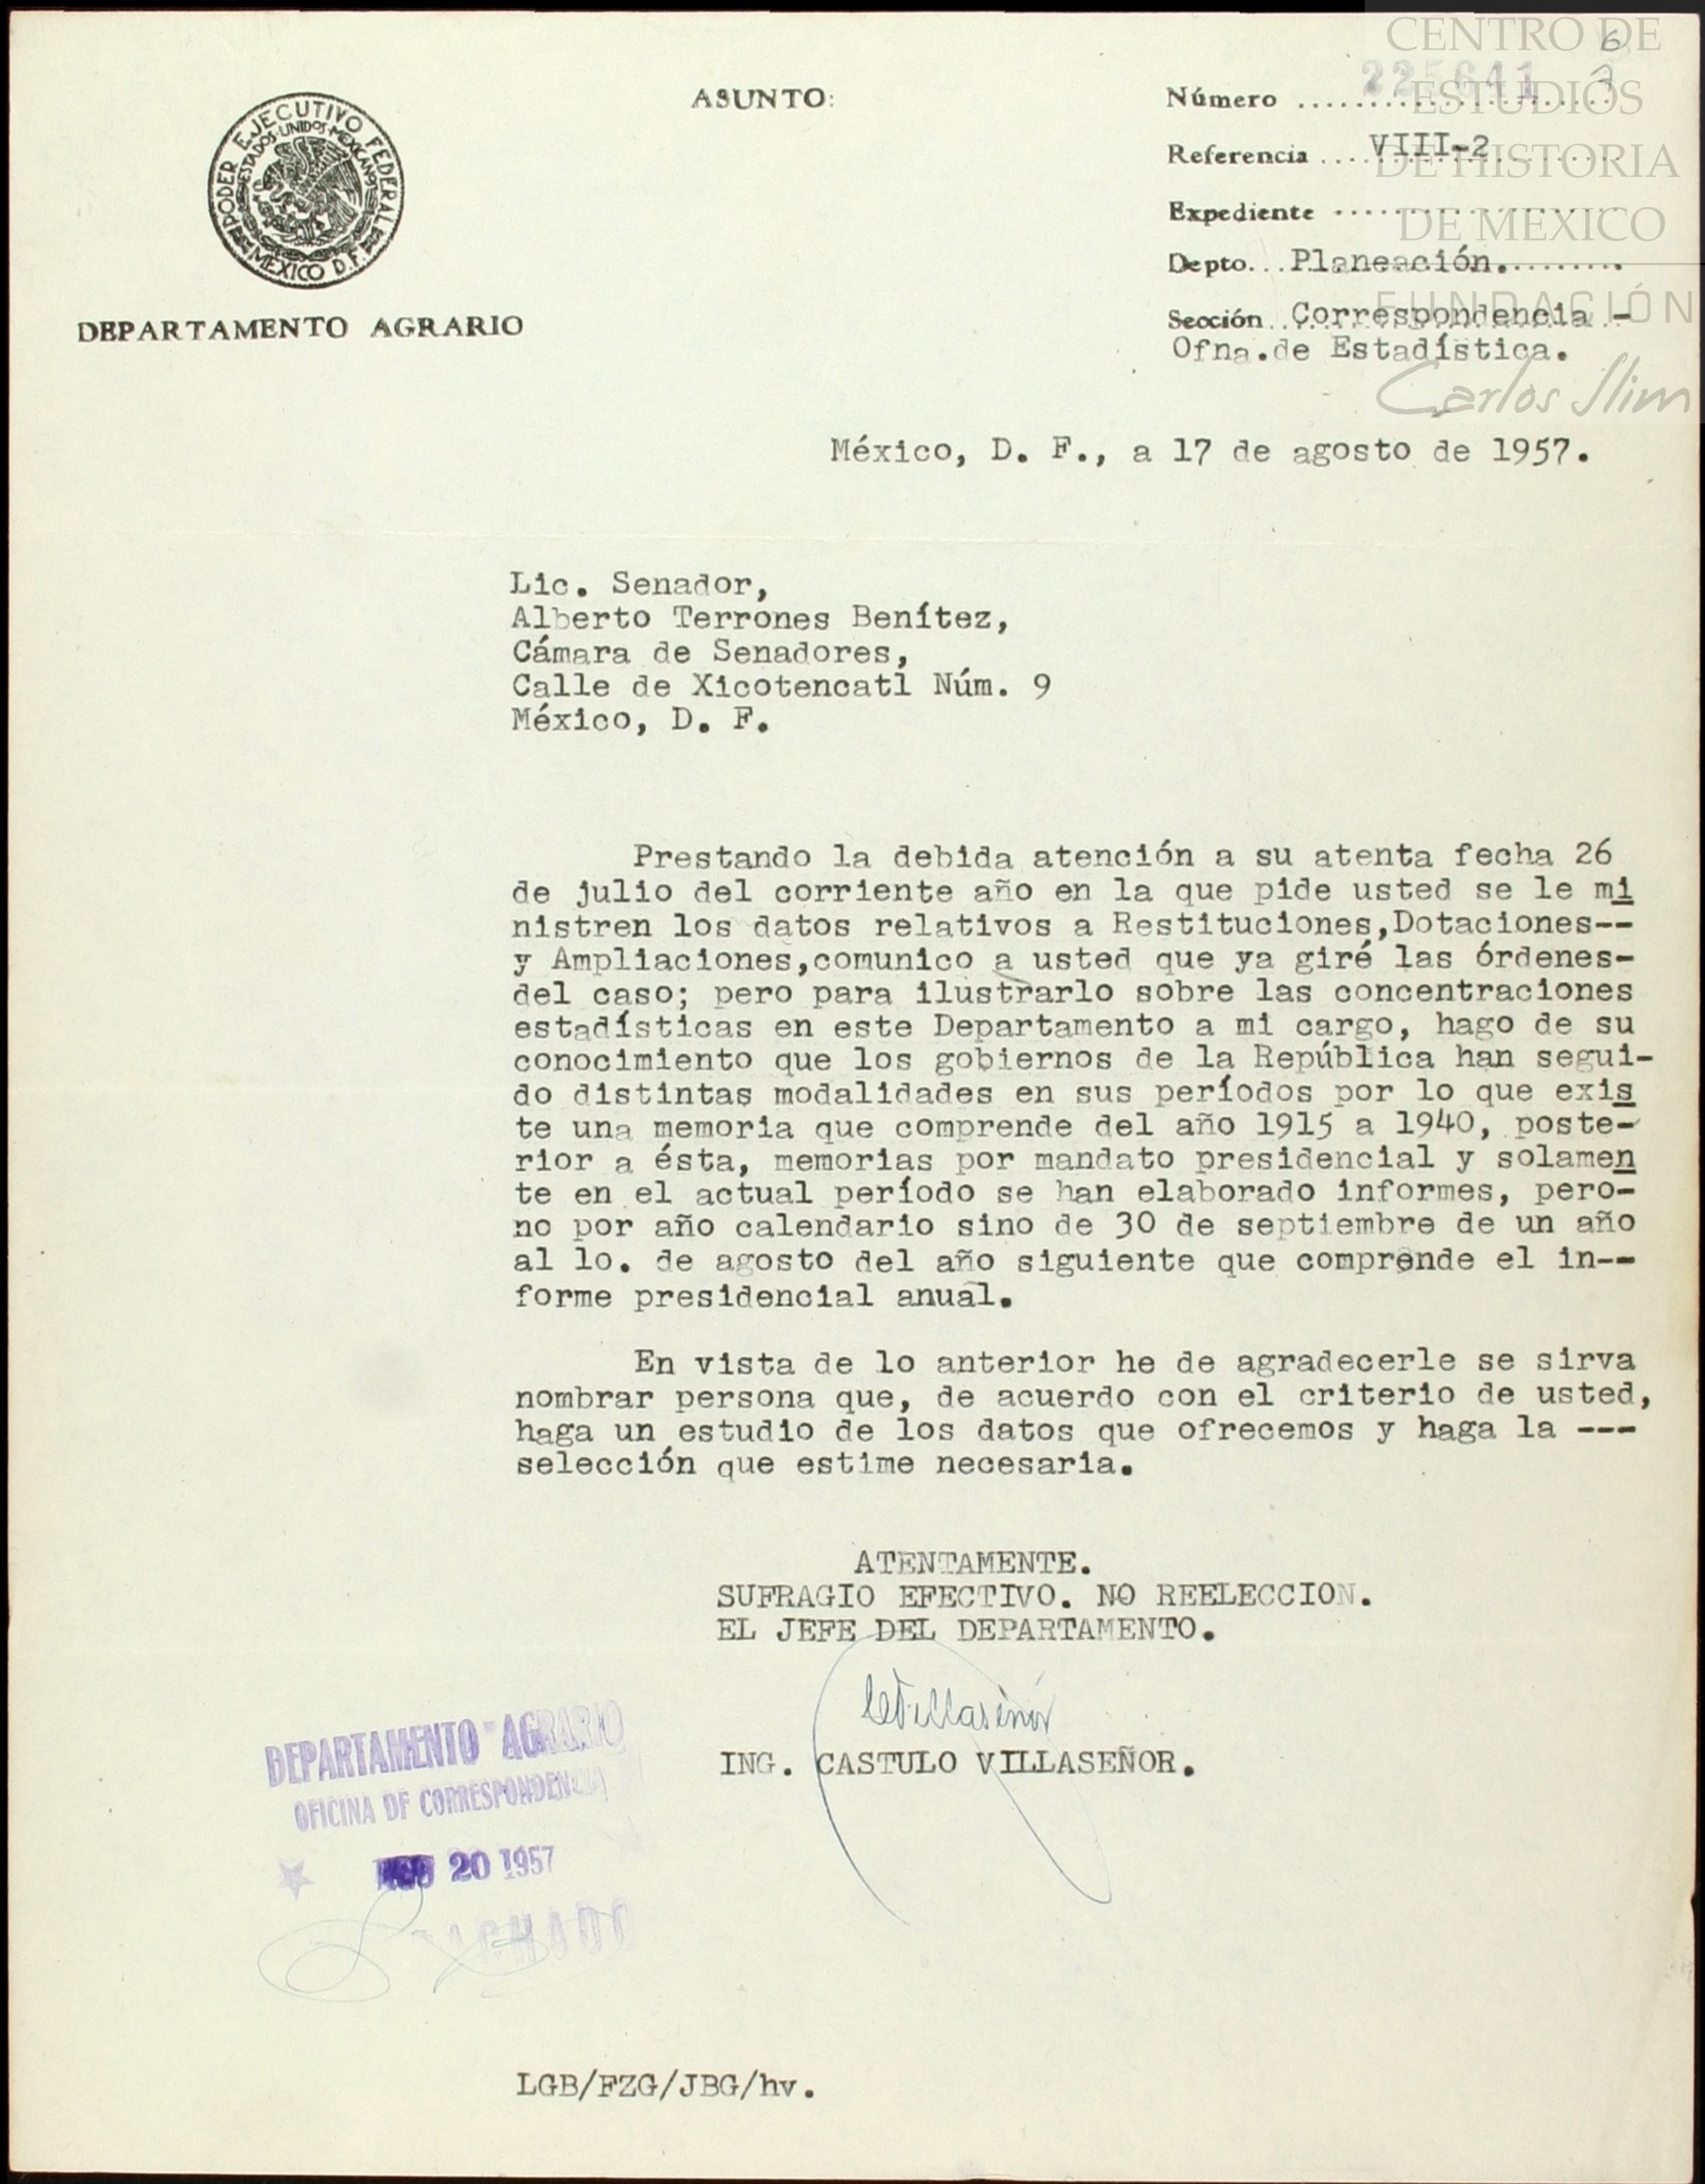 CENTRO DE
ESTUDIOS
DE HISTORIA
DE MEXICO
FUNDACIÓN
Carlos Slim
PODER EJECUTIVO FEDERAL
ESTADOS UNIDOS MEXICANOS
MEXICO D.F.
DEPARTAMENTO AGRARIO
ASUNTO:
Número 225641
Referencia VIII-2
Expediente
Depto. Planeación.
Sección Correspondencia -
Ofna.de Estadística.
México, D. F., a 17 de agosto de 1957.
Lic. Senador,
Alberto Terrones Benítez,
Cámara de Senadores,
Calle de Xicotencatl Núm. 9
México, D. F.
Prestando la debida atención a su atenta fecha 26
de julio del corriente año en la que pide usted se le mi
nistren los datos relativos a Restituciones,Dotaciones--
y Ampliaciones,comunico a usted que ya giré las órdenes-
del caso; pero para ilustrarlo sobre las concentraciones
estadísticas en este Departamento a mi cargo, hago de su
conocimiento que los gobiernos de la República han segui-
do distintas modalidades en sus períodos por lo que exis
te una memoria que comprende del año 1915 a 1940, poste-
rior a ésta, memorias por mandato presidencial y solamen
te en el actual período se han elaborado informes, pero-
no por año calendario sino de 30 de septiembre de un año
al 1o. de agosto del año siguiente que comprende el in--
forme presidencial anual.
En vista de lo anterior he de agradecerle se sirva
nombrar persona que, de acuerdo con el criterio de usted,
haga un estudio de los datos que ofrecemos y haga la ---
selección que estime necesaria.
ATENTAMENTE.
SUFRAGIO EFECTIVO. NO REELECCION.
EL JEFE DEL DEPARTAMENTO.
ING. CASTULO VILLASEÑOR.
DEPARTAMENTO AGRARIO
OFICINA DE CORRESPONDENCIA
AGO 20 1957
LGB/FZG/JBG/hv.